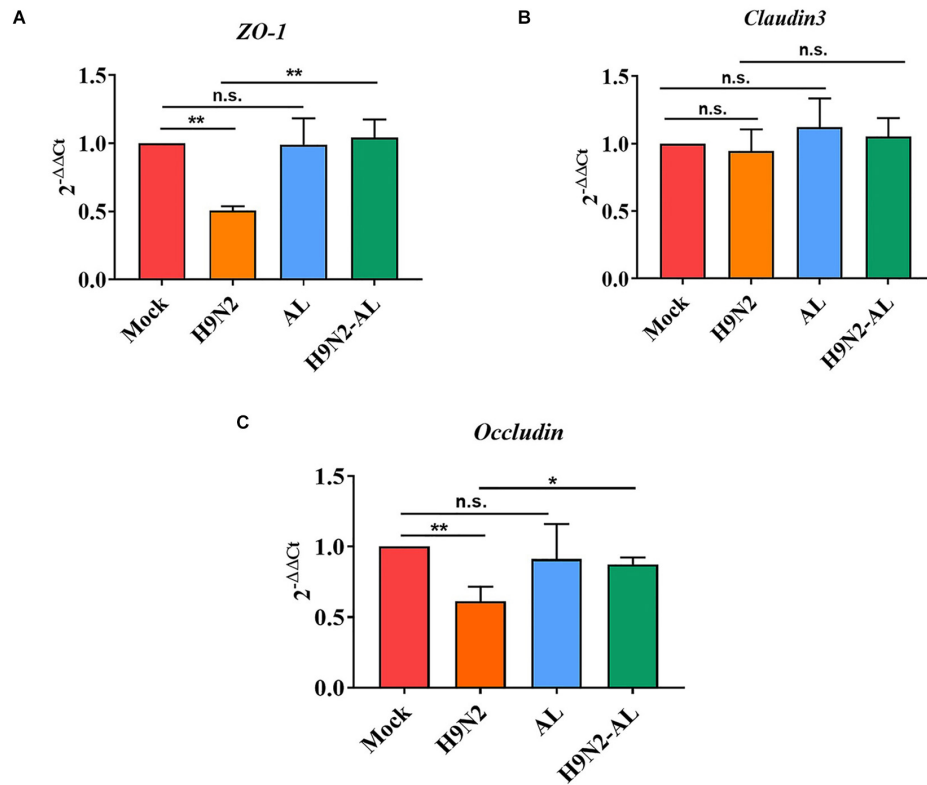 A
ZO-1
**
n.s.
**
1.5
1.0
0.5
0.0
2-ΔΔCt
Mock
H9N2
AL
H9N2-AL
B
Claudin3
n.s.
n.s.
n.s.
1.5
1.0
0.5
0.0
2-ΔΔCt
Mock
H9N2
AL
H9N2-AL
C
Occludin
*
n.s.
**
1.5
1.0
0.5
0.0
2-ΔΔCt
Mock
H9N2
AL
H9N2-AL